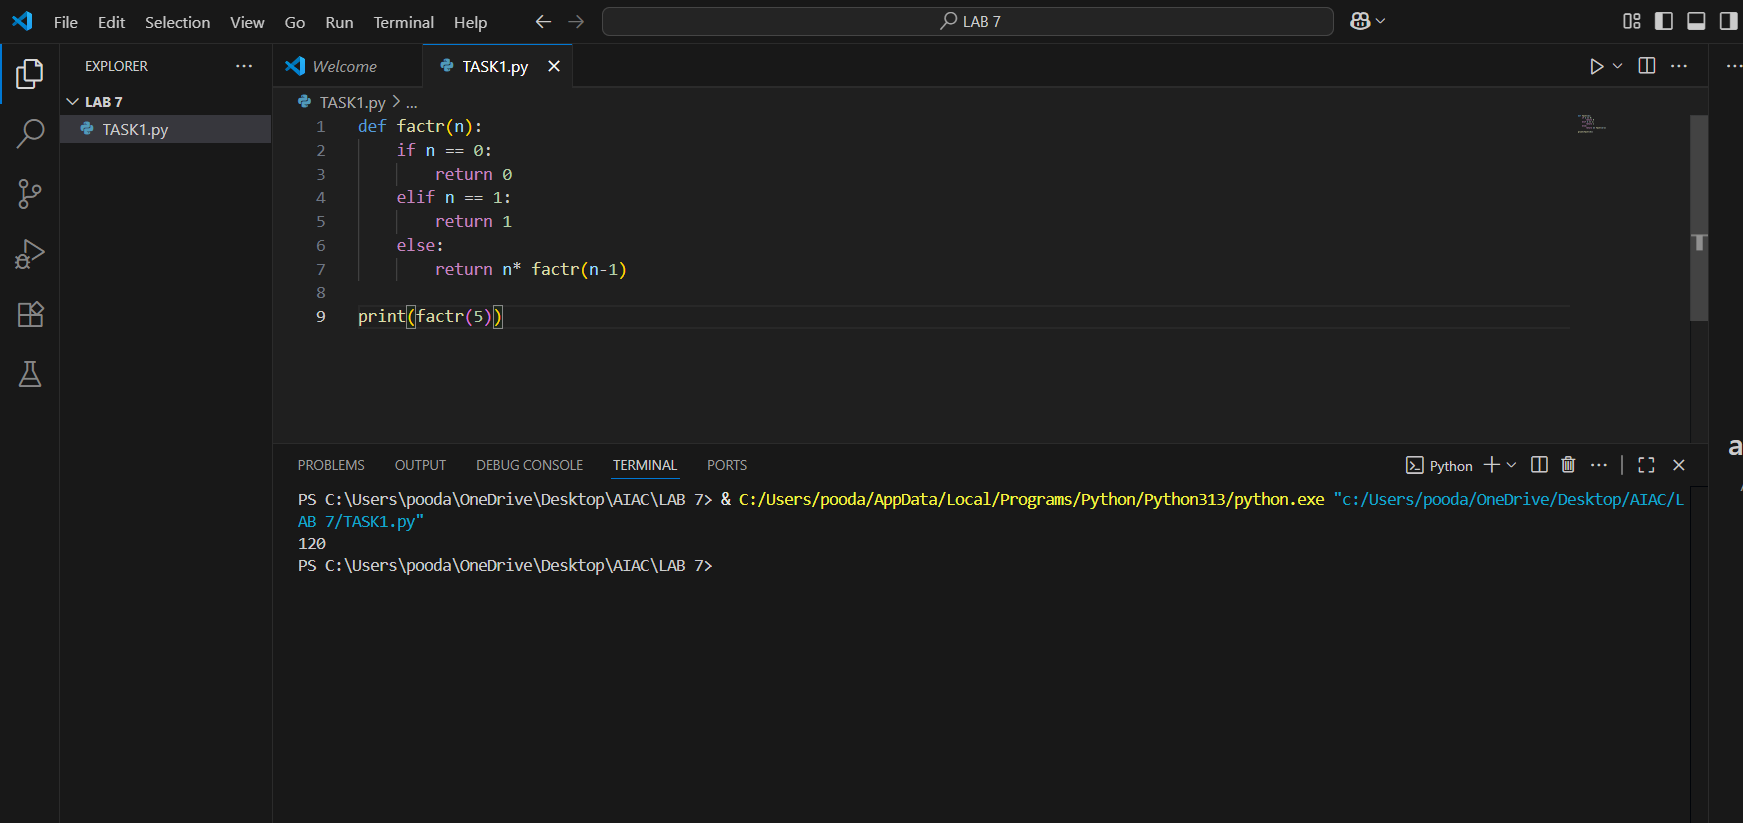 File Edit Selection View Go Run Terminal Help
LAB 7
EXPLORER
LAB 7
TASK1.py
Welcome
TASK1.py
TASK1.py > ...
1 def factr(n):
2     if n == 0:
3         return 0
4     elif n == 1:
5         return 1
6     else:
7         return n* factr(n-1)
8
9 print(factr(5))
PROBLEMS OUTPUT DEBUG CONSOLE TERMINAL PORTS
Python
PS C:\Users\pooda\OneDrive\Desktop\AIAC\LAB 7> & C:/Users/pooda/AppData/Local/Programs/Python/Python313/python.exe "c:/Users/pooda/OneDrive/Desktop/AIAC/L
AB 7/TASK1.py"
120
PS C:\Users\pooda\OneDrive\Desktop\AIAC\LAB 7>